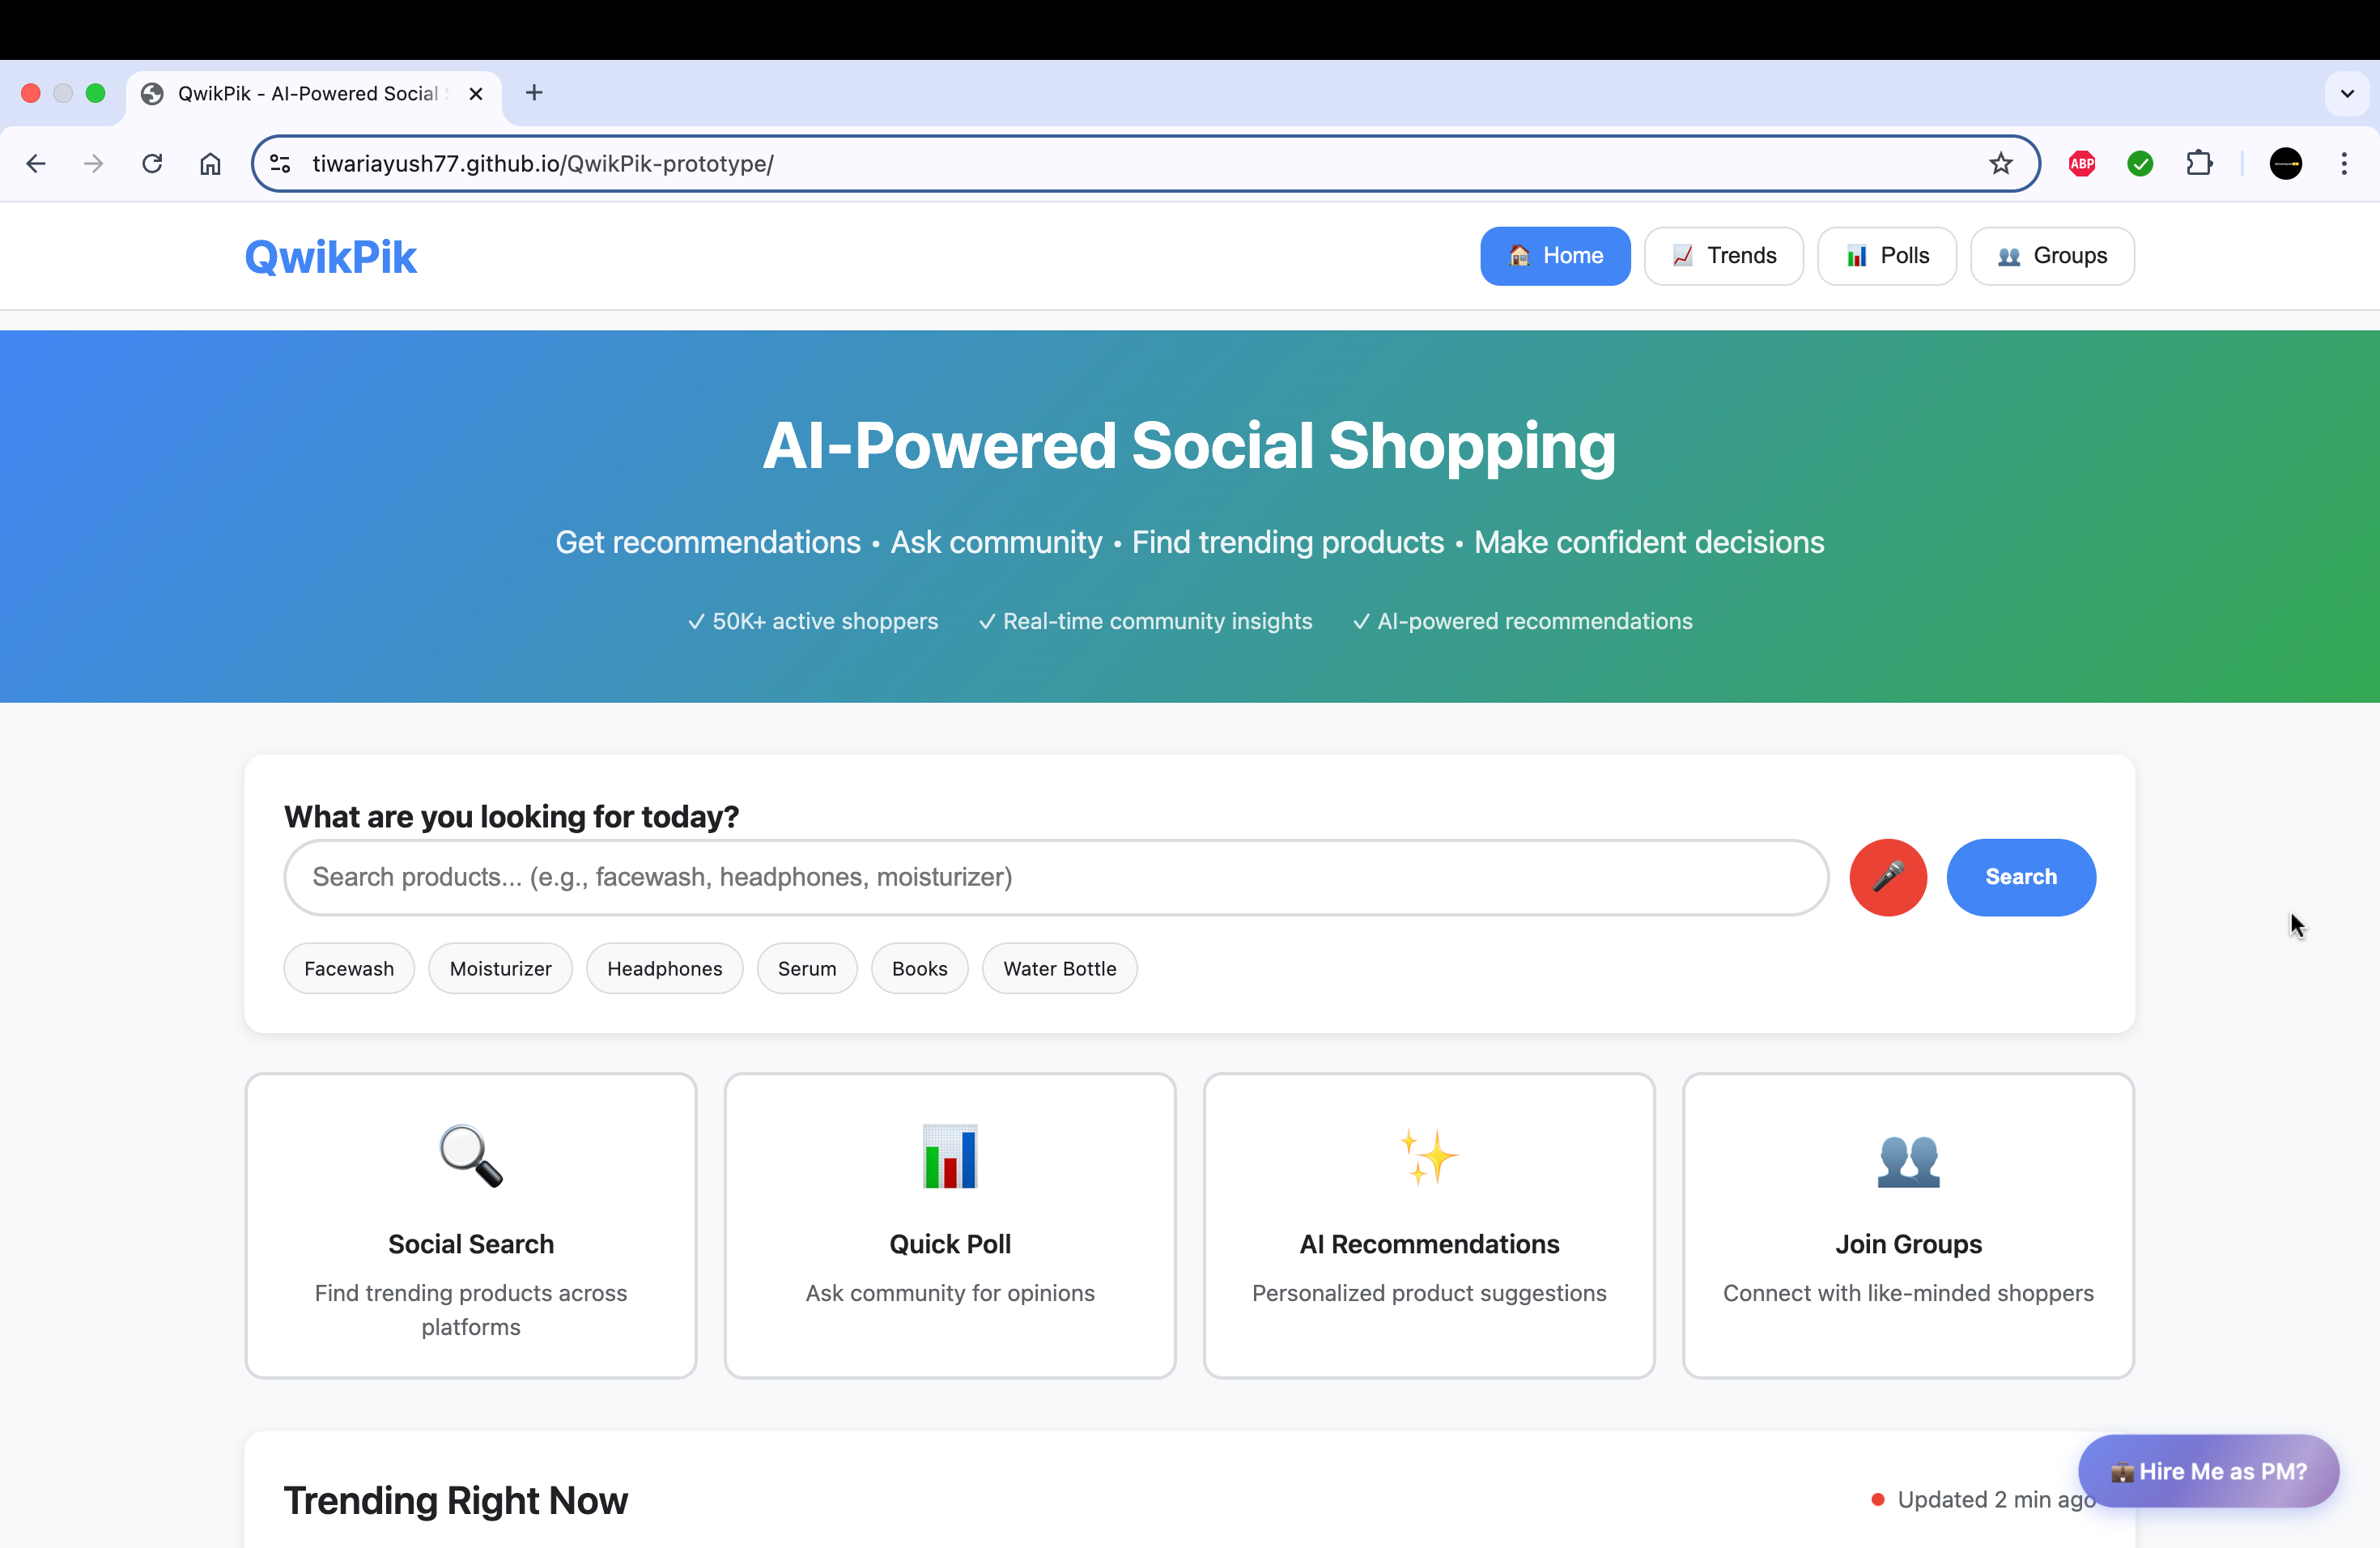 QwikPik - AI-Powered Social
tiwariayush77.github.io/QwikPik-prototype/
ABP
QwikPik
Home
Trends
Polls
Groups
AI-Powered Social Shopping
Get recommendations • Ask community • Find trending products • Make confident decisions
✓ 50K+ active shoppers
✓ Real-time community insights
✓ AI-powered recommendations
What are you looking for today?
Search products... (e.g., facewash, headphones, moisturizer)
Search
Facewash
Moisturizer
Headphones
Serum
Books
Water Bottle
Social Search
Find trending products across
platforms
Quick Poll
Ask community for opinions
AI Recommendations
Personalized product suggestions
Join Groups
Connect with like-minded shoppers
Trending Right Now
Updated 2 min ago
Hire Me as PM?